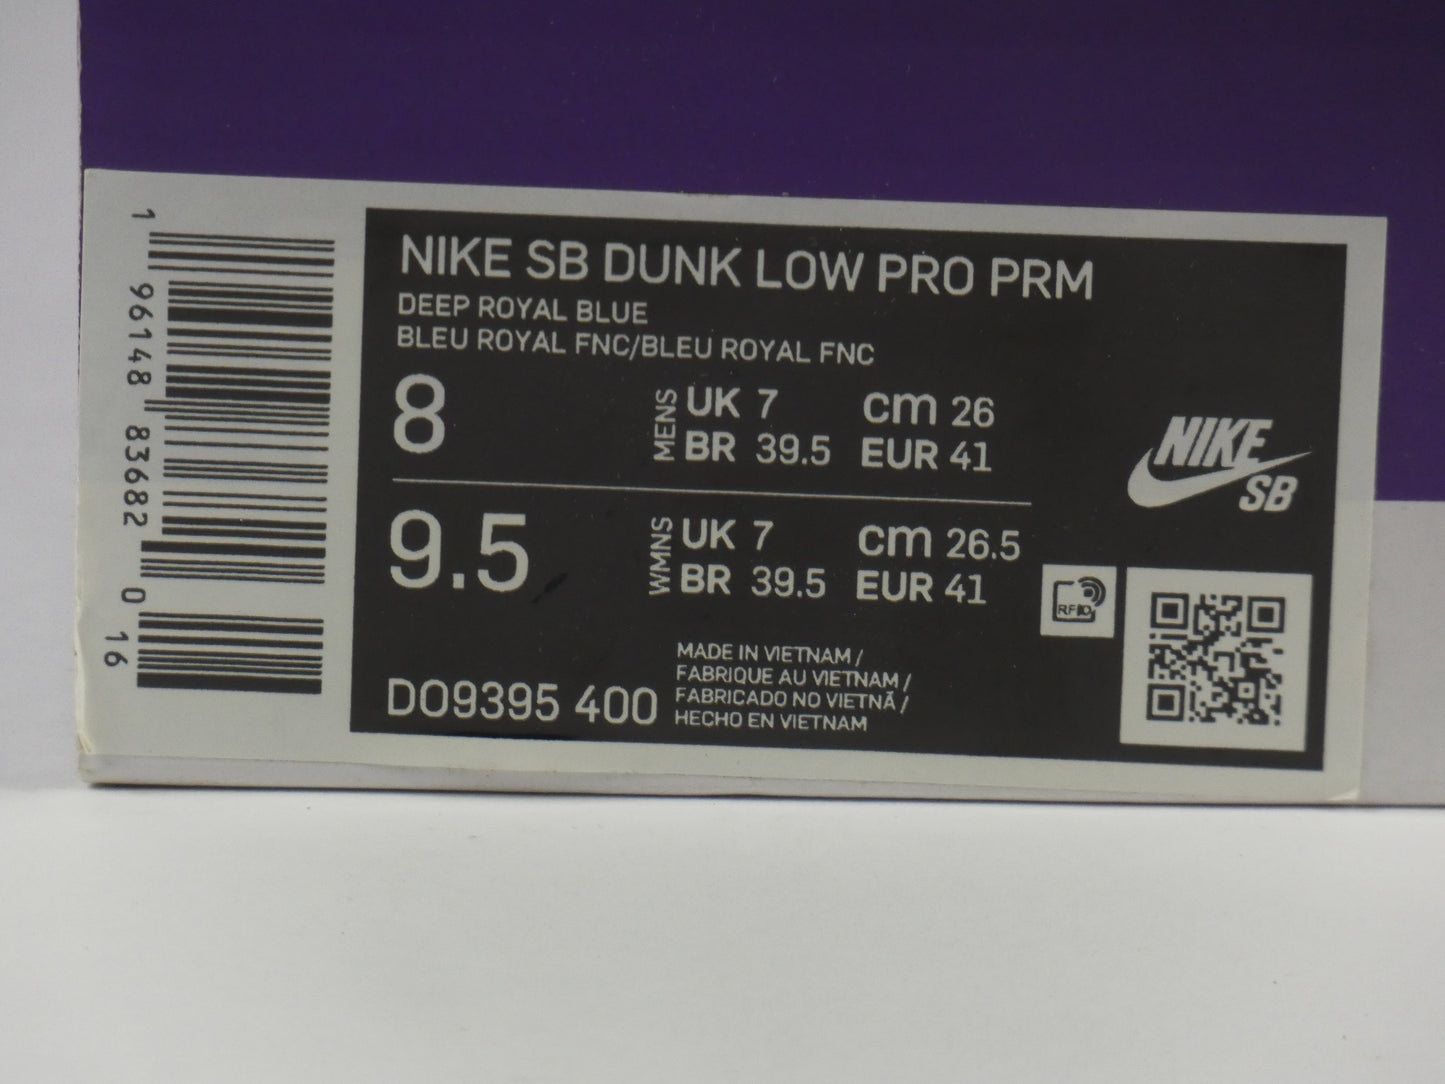 NIKE SB DUNK LOW PRO PRM
DEEP ROYAL BLUE
BLEU ROYAL FNC/BLEU ROYAL FNC
8
MENS
UK 7 cm 26
BR 39.5 EUR 41
9.5
WMNS
UK 7 cm 26.5
BR 39.5 EUR 41
DO9395 400
MADE IN VIETNAM /
FABRIQUE AU VIETNAM /
FABRICADO NO VIETNÃ /
HECHO EN VIETNAM
NIKE
SB
RFID
1 96148 83682 0 16